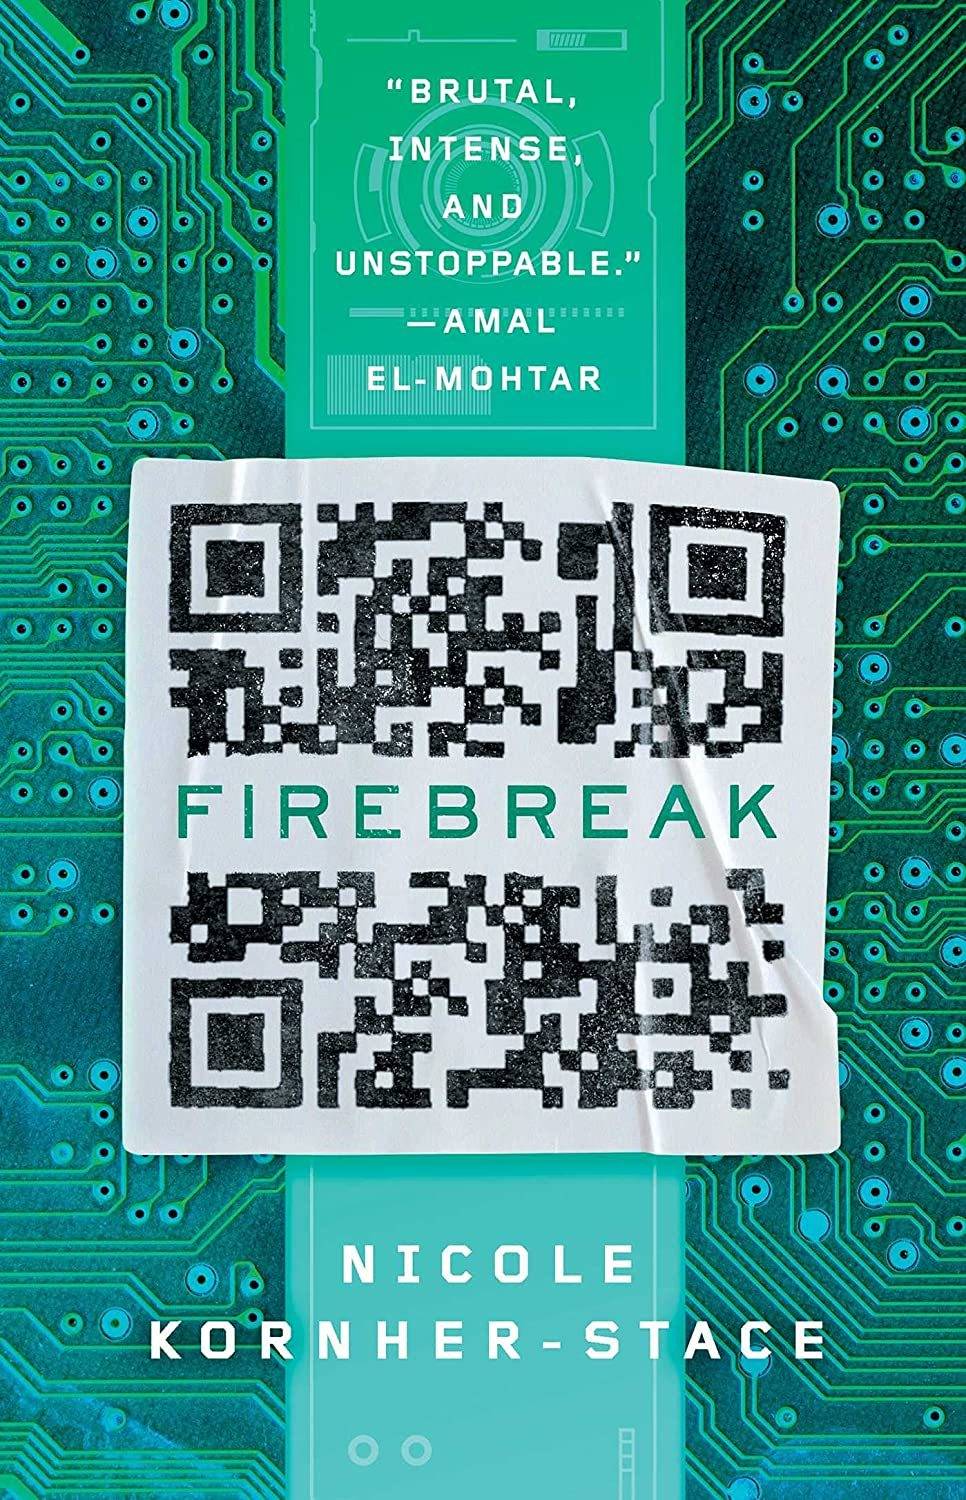 “BRUTAL,
INTENSE,
AND
UNSTOPPABLE.”
—AMAL
EL-MOHTAR
FIREBREAK
NICOLE
KORNHER-STACE